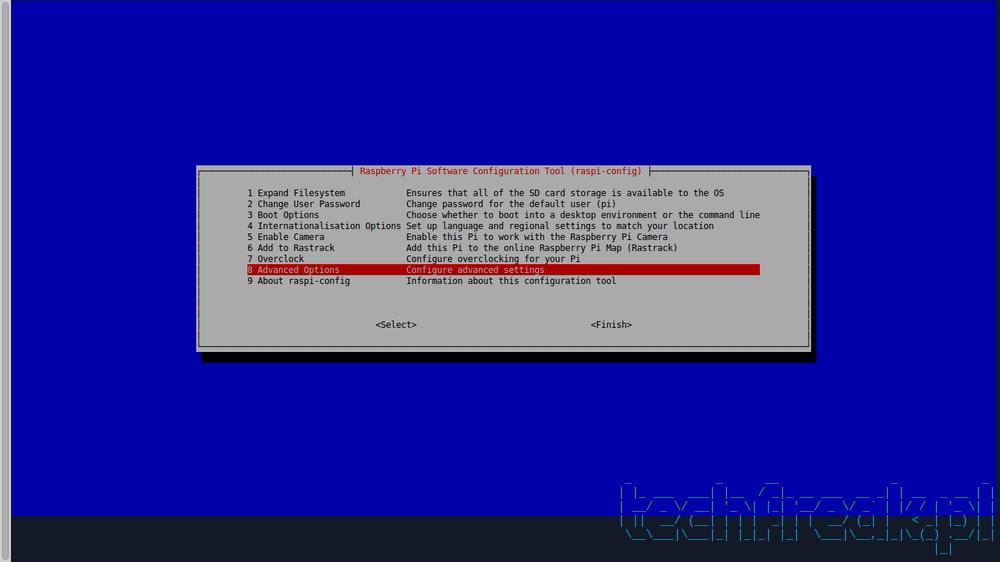 Raspberry Pi Software Configuration Tool (raspi-config)
1 Expand Filesystem Ensures that all of the SD card storage is available to the OS
2 Change User Password Change password for the default user (pi)
3 Boot Options Choose whether to boot into a desktop environment or the command line
4 Internationalisation Options Set up language and regional settings to match your location
5 Enable Camera Enable this Pi to work with the Raspberry Pi Camera
6 Add to Rastrack Add this Pi to the online Raspberry Pi Map (Rastrack)
7 Overclock Configure overclocking for your Pi
8 Advanced Options Configure advanced settings
9 About raspi-config Information about this configuration tool
<Select> <Finish>
techfreak.pl